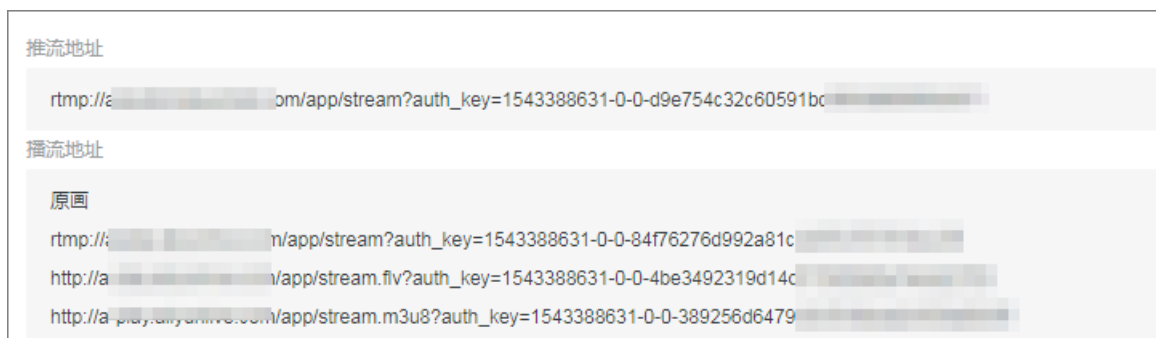 推流地址
rtmp://a om/app/stream?auth_key=1543388631-0-0-d9e754c32c60591bc
播流地址
原画
rtmp:// n/app/stream?auth_key=1543388631-0-0-84f76276d992a81c
http://a /app/stream.flv?auth_key=1543388631-0-0-4be3492319d14c
http://a /app/stream.m3u8?auth_key=1543388631-0-0-389256d6479